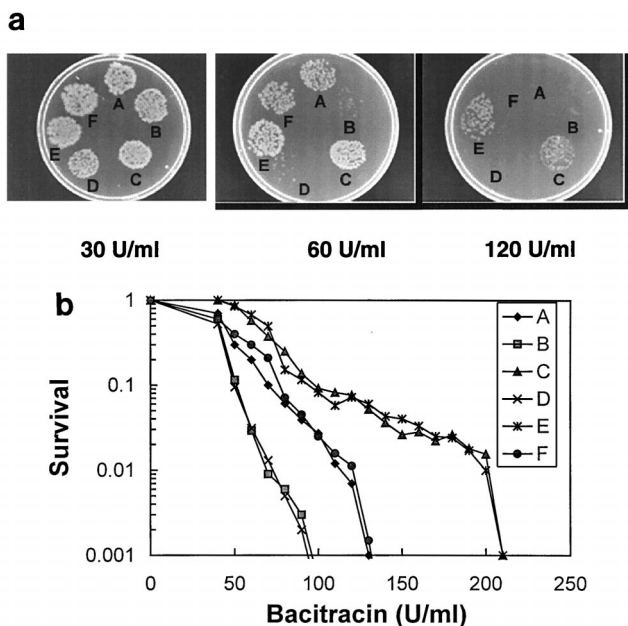 a
A
B
F
E
D
C
A
F
B
E
C
D
A
F
B
E
D
C
30 U/ml
60 U/ml
120 U/ml
b
1
0.1
0.01
0.001
Survival
0
50
100
150
200
250
Bacitracin (U/ml)
A
B
C
D
E
F